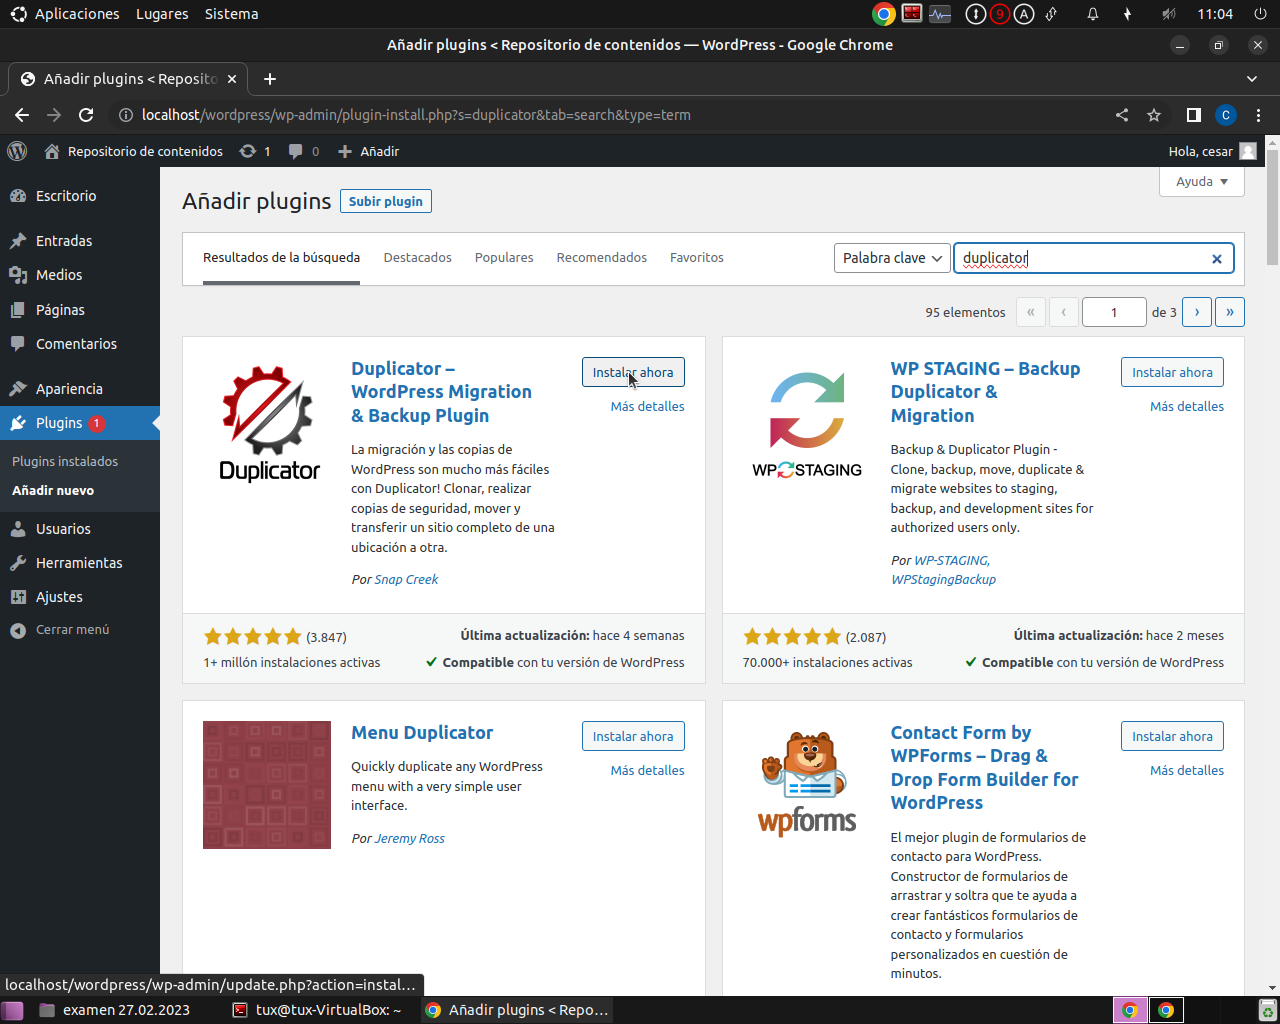 Aplicaciones Lugares Sistema 9 A 11:04
Añadir plugins < Repositorio de contenidos — WordPress - Google Chrome
Añadir plugins < Reposito
localhost/wordpress/wp-admin/plugin-install.php?s=duplicator&tab=search&type=term C
Repositorio de contenidos 1 0 Añadir Hola, cesar
Escritorio
Entradas
Medios
Páginas
Comentarios
Apariencia
Plugins 1
Plugins instalados
Añadir nuevo
Usuarios
Herramientas
Ajustes
Cerrar menú
Ayuda
Añadir plugins Subir plugin
Resultados de la búsqueda Destacados Populares Recomendados Favoritos Palabra clave duplicator
95 elementos « ‹ 1 de 3 › »
Duplicator –
WordPress Migration
& Backup Plugin
Instalar ahora
Más detalles
Duplicator
La migración y las copias de
WordPress son mucho más fáciles
con Duplicator! Clonar, realizar
copias de seguridad, mover y
transferir un sitio completo de una
ubicación a otra.
Por Snap Creek
(3.847) Última actualización: hace 4 semanas
1+ millón instalaciones activas Compatible con tu versión de WordPress
WP STAGING – Backup
Duplicator &
Migration
Instalar ahora
Más detalles
WP STAGING
Backup & Duplicator Plugin -
Clone, backup, move, duplicate &
migrate websites to staging,
backup, and development sites for
authorized users only.
Por WP-STAGING,
WPStagingBackup
(2.087) Última actualización: hace 2 meses
70.000+ instalaciones activas Compatible con tu versión de WordPress
Menu Duplicator
Instalar ahora
Más detalles
Quickly duplicate any WordPress
menu with a very simple user
interface.
Por Jeremy Ross
Contact Form by
WPForms – Drag &
Drop Form Builder for
WordPress
Instalar ahora
Más detalles
wpforms
El mejor plugin de formularios de
contacto para WordPress.
Constructor de formularios de
arrastrar y soltra que te ayuda a
crear fantásticos formularios de
contacto y formularios
personalizados en cuestión de
minutos.
localhost/wordpress/wp-admin/update.php?action=instal…
examen 27.02.2023 tux@tux-VirtualBox: ~ Añadir plugins < Repo…